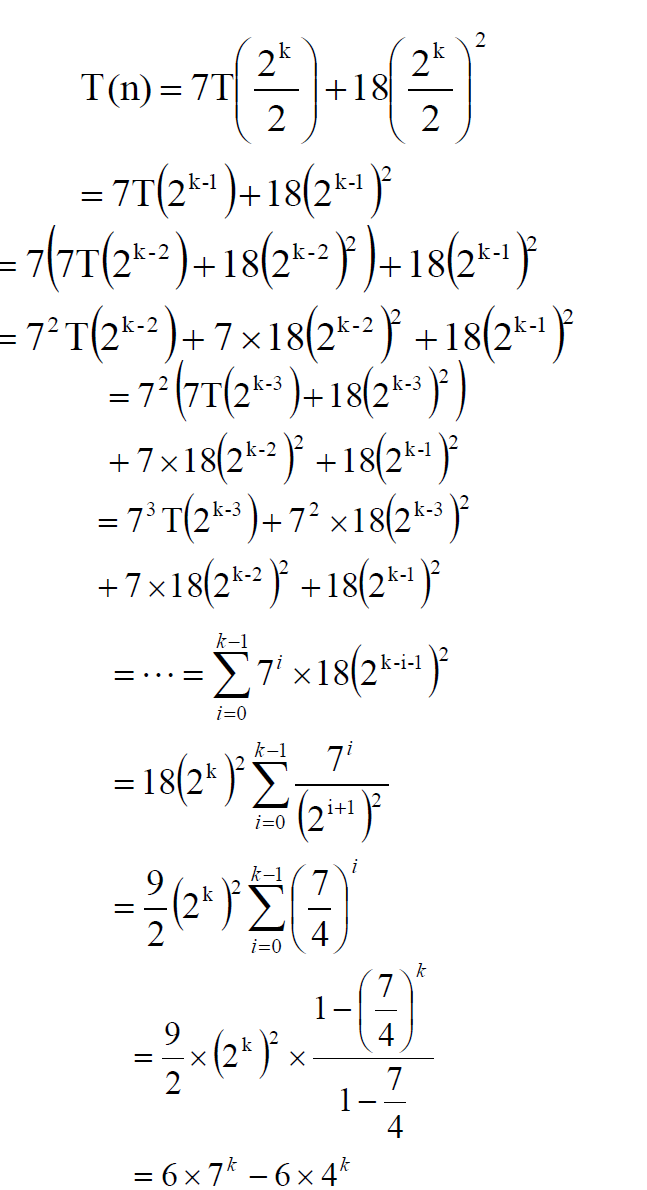 T(n) = 7T(2^k / 2) + 18(2^k / 2)^2
= 7T(2^{k-1}) + 18(2^{k-1})^2
= 7(7T(2^{k-2}) + 18(2^{k-2})^2) + 18(2^{k-1})^2
= 7^2 T(2^{k-2}) + 7 × 18(2^{k-2})^2 + 18(2^{k-1})^2
= 7^2 (7T(2^{k-3}) + 18(2^{k-3})^2)
+ 7 × 18(2^{k-2})^2 + 18(2^{k-1})^2
= 7^3 T(2^{k-3}) + 7^2 × 18(2^{k-3})^2
+ 7 × 18(2^{k-2})^2 + 18(2^{k-1})^2
= ⋯ = ∑_{i=0}^{k−1} 7^i × 18(2^{k-i-1})^2
= 18(2^k)^2 ∑_{i=0}^{k−1} 7^i / (2^{i+1})^2
= 9/2 (2^k)^2 ∑_{i=0}^{k−1} (7/4)^i
= 9/2 × (2^k)^2 × (1 − (7/4)^k) / (1 − 7/4)
= 6 × 7^k − 6 × 4^k